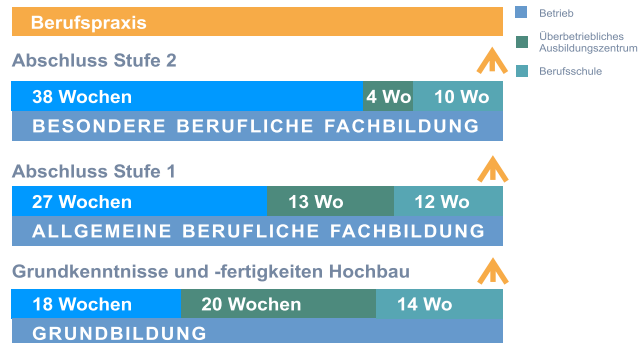 Berufspraxis
Betrieb
Überbetriebliches
Ausbildungszentrum
Berufsschule
Abschluss Stufe 2
38 Wochen 4 Wo 10 Wo
BESONDERE BERUFLICHE FACHBILDUNG
Abschluss Stufe 1
27 Wochen 13 Wo 12 Wo
ALLGEMEINE BERUFLICHE FACHBILDUNG
Grundkenntnisse und -fertigkeiten Hochbau
18 Wochen 20 Wochen 14 Wo
GRUNDBILDUNG